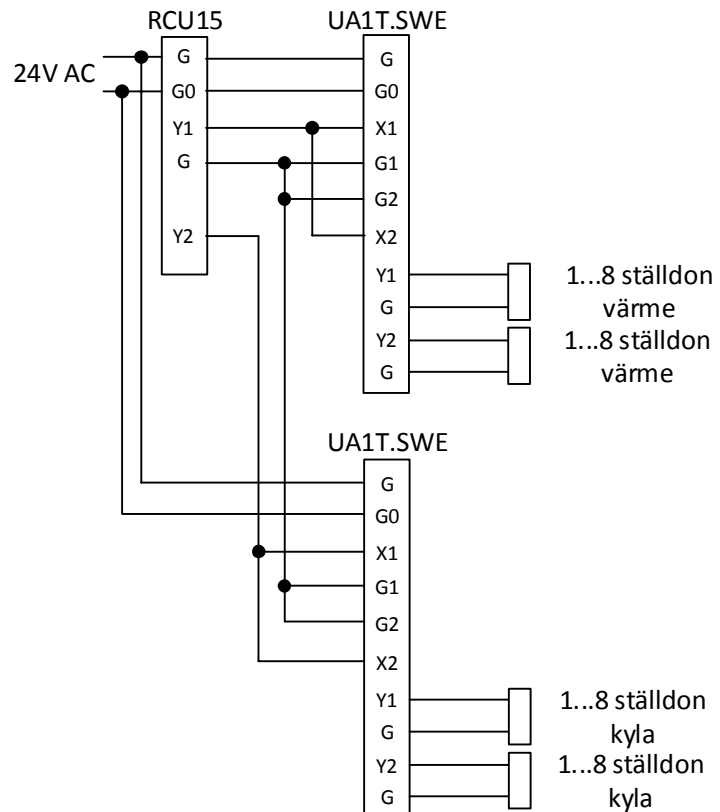 RCU15
UA1T.SWE
24V AC
G
G0
Y1
G
Y2
G
G0
X1
G1
G2
X2
Y1
G
Y2
G
1...8 ställdon
värme
1...8 ställdon
värme
UA1T.SWE
G
G0
X1
G1
G2
X2
Y1
G
Y2
G
1...8 ställdon
kyla
1...8 ställdon
kyla